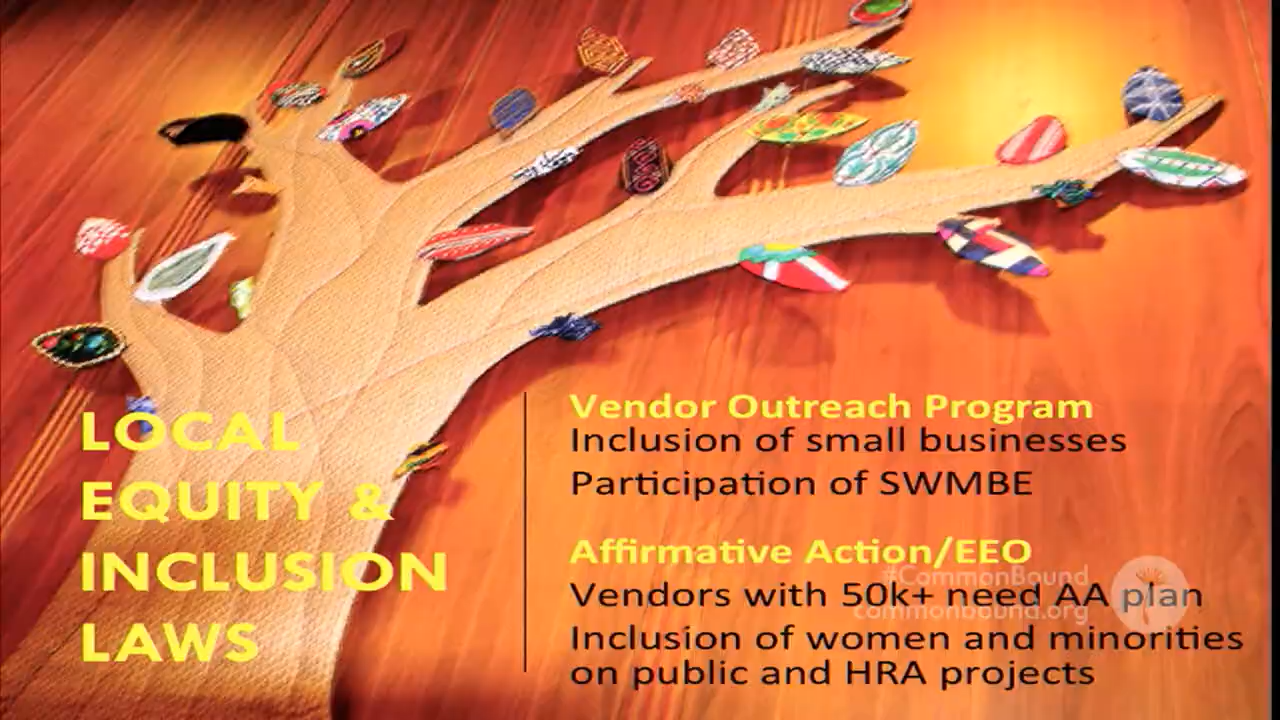 LOCAL
EQUITY &
INCLUSION
LAWS
Vendor Outreach Program
Inclusion of small businesses
Participation of SWMBE
Affirmative Action/EEO
Vendors with 50k+ need AA plan
Inclusion of women and minorities
on public and HRA projects
#CommonBound
commonbound.org